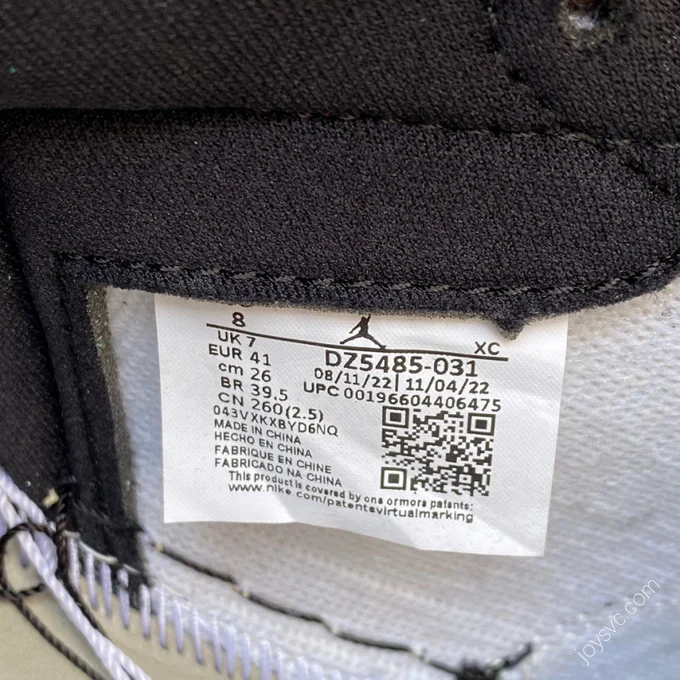 8
XC
UK 7
EUR 41
cm 26
BR 39.5
CN 260(2.5)
DZ5485-031
08/11/22| 11/04/22
UPC 00196604406475
043VXKXBYD6NQ
MADE IN CHINA
HECHO EN CHINA
FABRIQUE EN CHINE
FABRICADO NA CHINA
This product is covered by one ormore patents:
www.nike.com/patentsvirtualmarking
joysvc.com